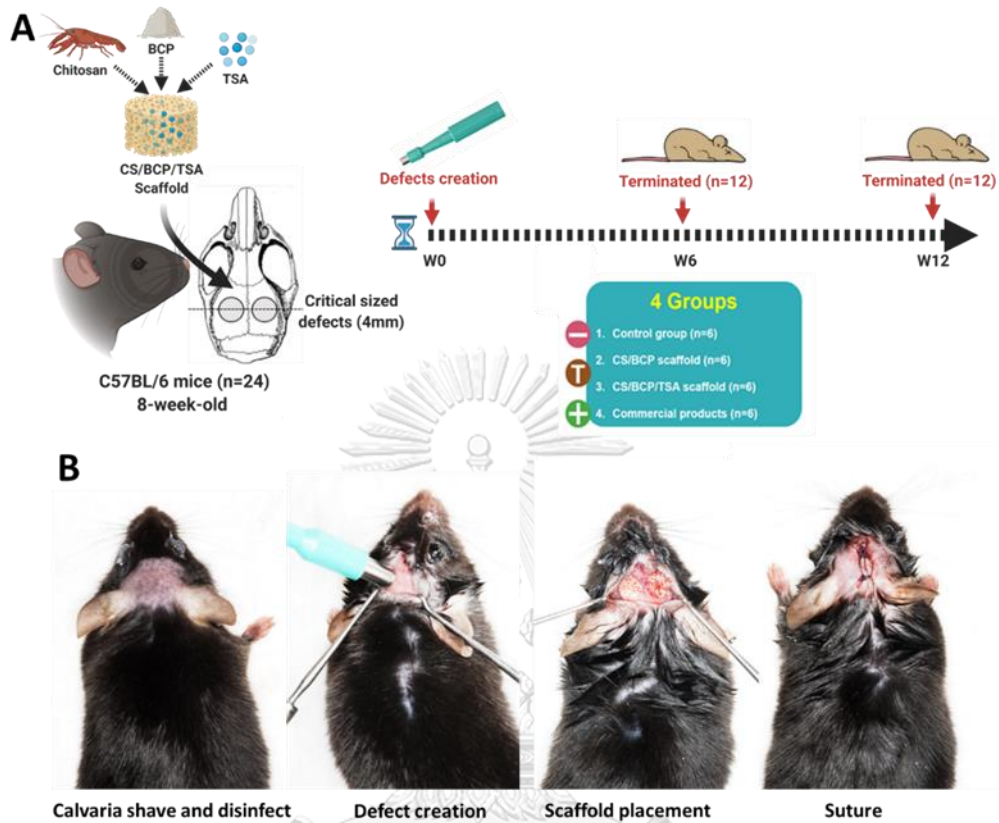 A
Chitosan
BCP
TSA
CS/BCP/TSA
Scaffold
Critical sized
defects (4mm)
C57BL/6 mice (n=24)
8-week-old
Defects creation
Terminated (n=12)
Terminated (n=12)
W0
W6
W12
4 Groups
1. Control group (n=6)
T
2. CS/BCP scaffold (n=6)
3. CS/BCP/TSA scaffold (n=6)
4. Commercial products (n=6)
B
Calvaria shave and disinfect
Defect creation
Scaffold placement
Suture